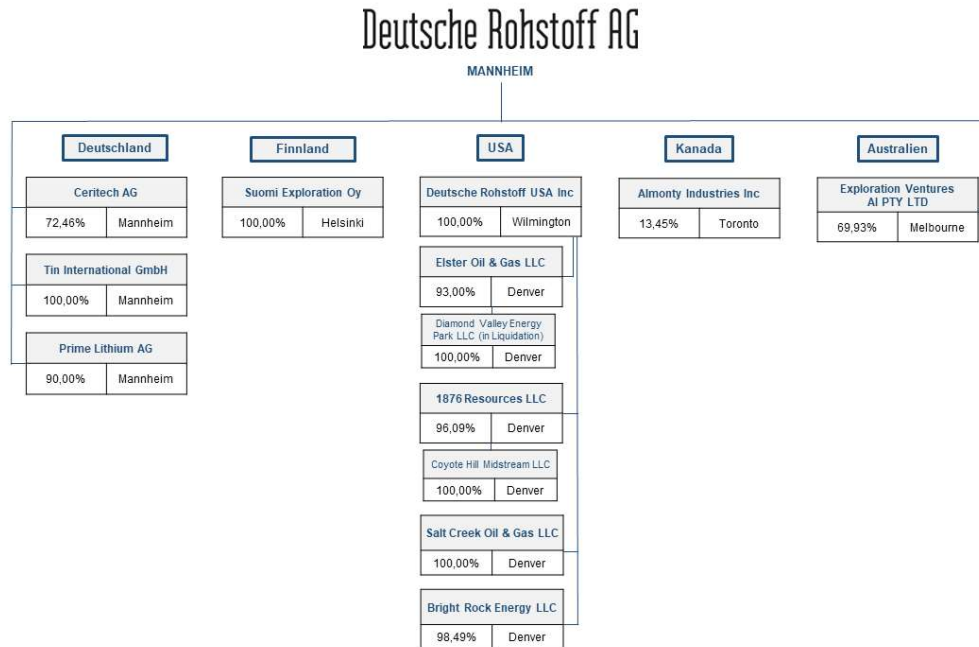 Deutsche Rohstoff AG
MANNHEIM
Deutschland
Finnland
USA
Kanada
Australien
Ceritech AG
72,46% Mannheim
Tin International GmbH
100,00% Mannheim
Prime Lithium AG
90,00% Mannheim
Suomi Exploration Oy
100,00% Helsinki
Deutsche Rohstoff USA Inc
100,00% Wilmington
Elster Oil & Gas LLC
93,00% Denver
Diamond Valley Energy
Park LLC (in Liquidation)
100,00% Denver
1876 Resources LLC
96,09% Denver
Coyote Hill Midstream LLC
100,00% Denver
Salt Creek Oil & Gas LLC
100,00% Denver
Bright Rock Energy LLC
98,49% Denver
Almonty Industries Inc
13,45% Toronto
Exploration Ventures
AI PTY LTD
69,93% Melbourne